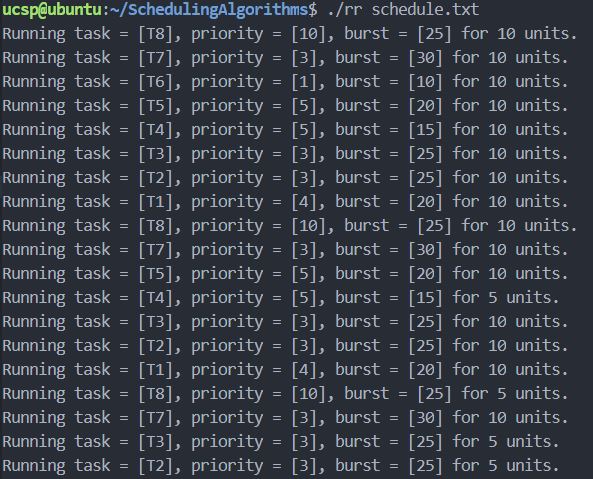 ucsp@ubuntu:~/SchedulingAlgorithms$ ./rr schedule.txt
Running task = [T8], priority = [10], burst = [25] for 10 units.
Running task = [T7], priority = [3], burst = [30] for 10 units.
Running task = [T6], priority = [1], burst = [10] for 10 units.
Running task = [T5], priority = [5], burst = [20] for 10 units.
Running task = [T4], priority = [5], burst = [15] for 10 units.
Running task = [T3], priority = [3], burst = [25] for 10 units.
Running task = [T2], priority = [3], burst = [25] for 10 units.
Running task = [T1], priority = [4], burst = [20] for 10 units.
Running task = [T8], priority = [10], burst = [25] for 10 units.
Running task = [T7], priority = [3], burst = [30] for 10 units.
Running task = [T5], priority = [5], burst = [20] for 10 units.
Running task = [T4], priority = [5], burst = [15] for 5 units.
Running task = [T3], priority = [3], burst = [25] for 10 units.
Running task = [T2], priority = [3], burst = [25] for 10 units.
Running task = [T1], priority = [4], burst = [20] for 10 units.
Running task = [T8], priority = [10], burst = [25] for 5 units.
Running task = [T7], priority = [3], burst = [30] for 10 units.
Running task = [T3], priority = [3], burst = [25] for 5 units.
Running task = [T2], priority = [3], burst = [25] for 5 units.